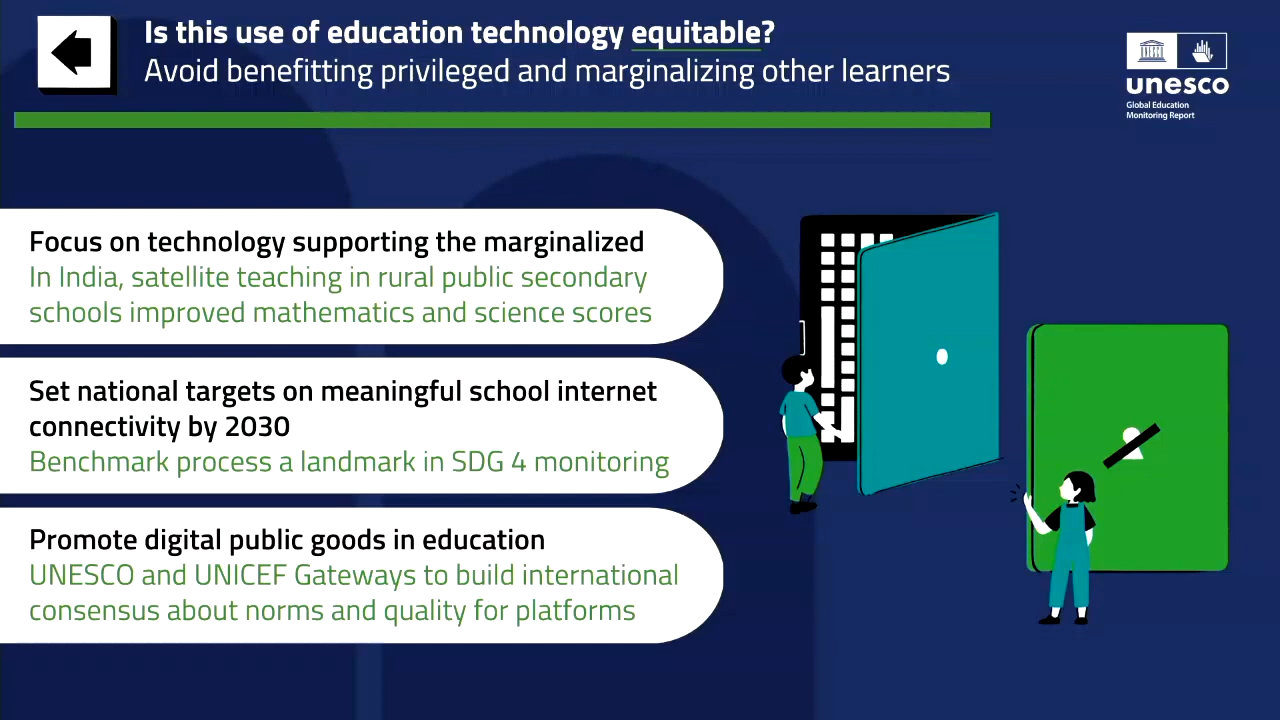 Is this use of education technology equitable?
Avoid benefitting privileged and marginalizing other learners
unesco
Global Education
Monitoring Report
Focus on technology supporting the marginalized
In India, satellite teaching in rural public secondary
schools improved mathematics and science scores
Set national targets on meaningful school internet
connectivity by 2030
Benchmark process a landmark in SDG 4 monitoring
Promote digital public goods in education
UNESCO and UNICEF Gateways to build international
consensus about norms and quality for platforms